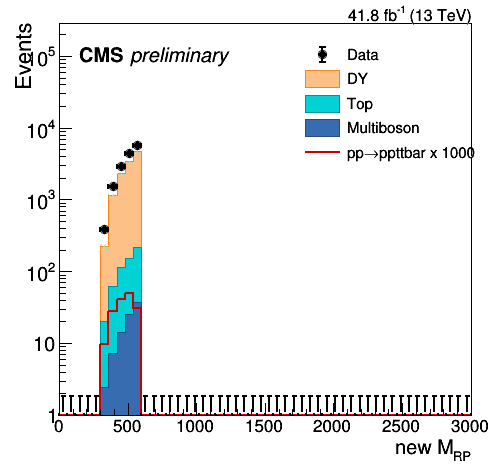 41.8 fb⁻¹ (13 TeV)
Events
CMS preliminary
Data
DY
Top
Multiboson
pp→ppttbar x 1000
10⁵
10⁴
10³
10²
10
1
0 500 1000 1500 2000 2500 3000
new M_RP